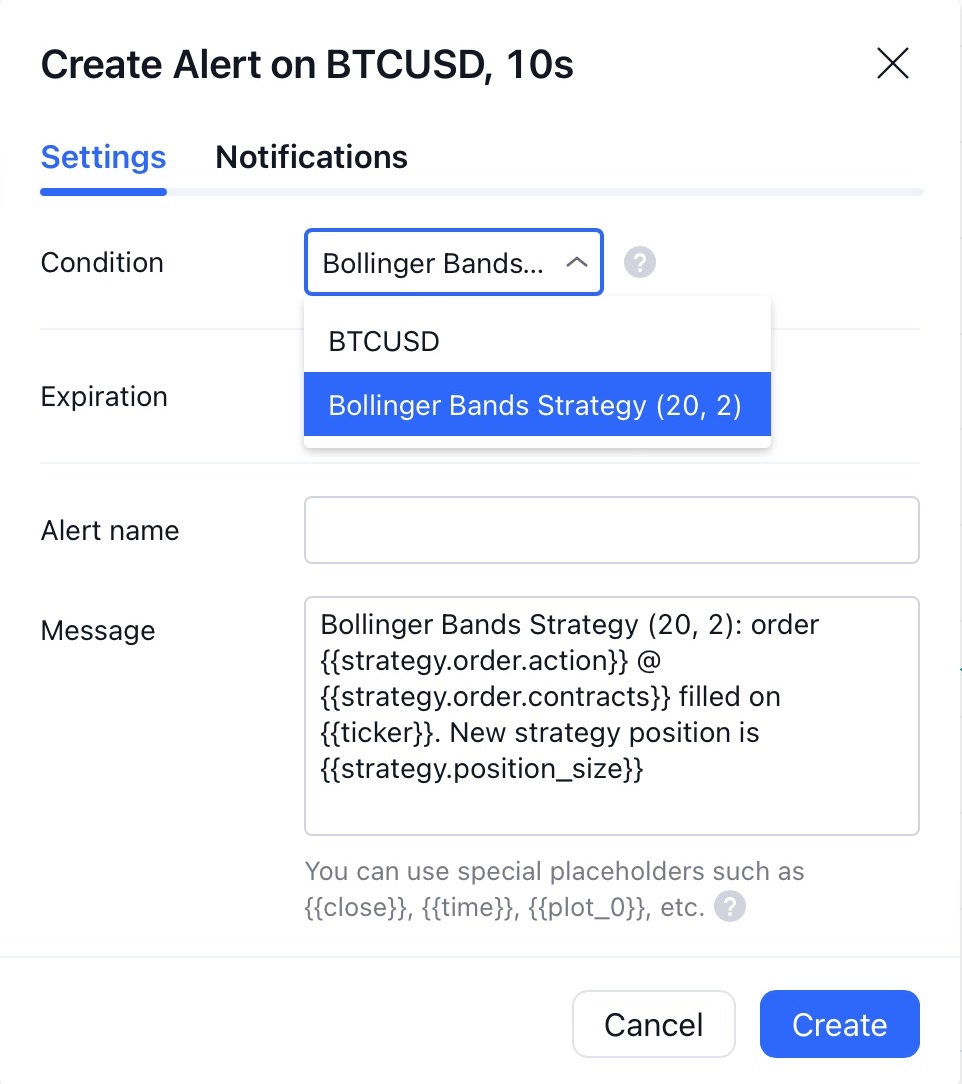 Create Alert on BTCUSD, 10s
Settings
Notifications
Condition
Bollinger Bands...
?
BTCUSD
Bollinger Bands Strategy (20, 2)
Expiration
Alert name
Message
Bollinger Bands Strategy (20, 2): order
{{strategy.order.action}} @
{{strategy.order.contracts}} filled on
{{ticker}}. New strategy position is
{{strategy.position_size}}
You can use special placeholders such as
{{close}}, {{time}}, {{plot_0}}, etc. ?
Cancel
Create